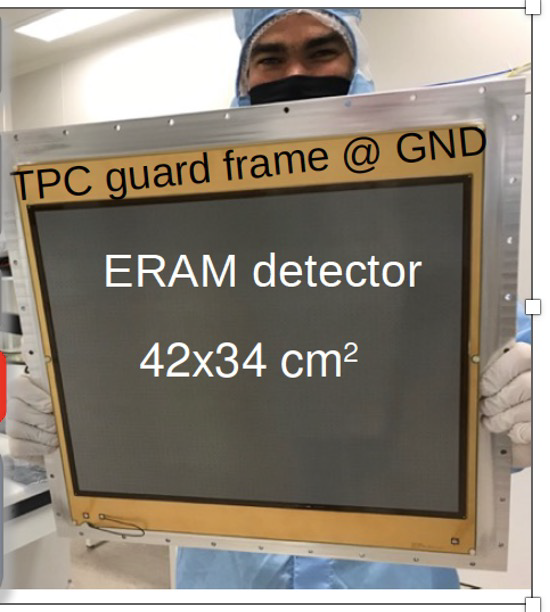 TPC guard frame @ GND
ERAM detector
42x34 cm²